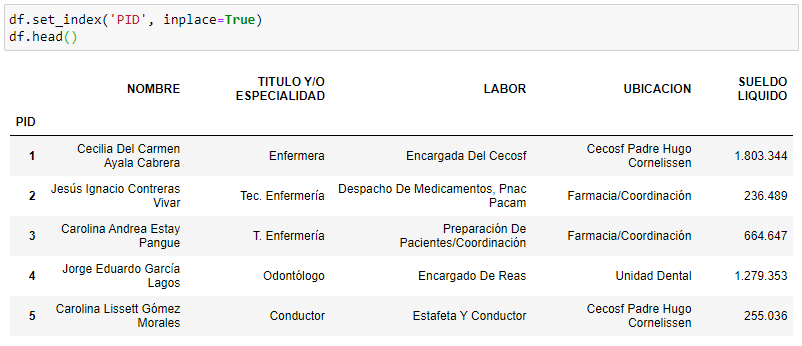 df.set_index('PID', inplace=True)
df.head()
NOMBRE TITULO Y/O ESPECIALIDAD LABOR UBICACION SUELDO LIQUIDO
PID
1 Cecilia Del Carmen Ayala Cabrera Enfermera Encargada Del Cecosf Cecosf Padre Hugo Cornelissen 1.803.344
2 Jesús Ignacio Contreras Vivar Tec. Enfermería Despacho De Medicamentos, Pnac Pacam Farmacia/Coordinación 236.489
3 Carolina Andrea Estay Pangue T. Enfermería Preparación De Pacientes/Coordinación Farmacia/Coordinación 664.647
4 Jorge Eduardo García Lagos Odontólogo Encargado De Reas Unidad Dental 1.279.353
5 Carolina Lissett Gómez Morales Conductor Estafeta Y Conductor Cecosf Padre Hugo Cornelissen 255.036